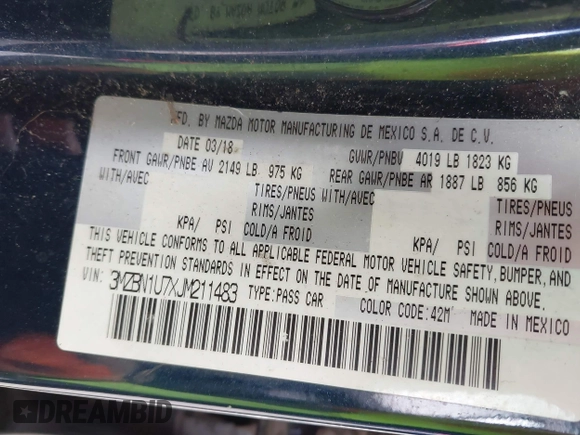 MFD. BY MAZDA MOTOR MANUFACTURING DE MEXICO S.A. DE C.V.
DATE 03/18 GVWR/PNBV 4019 LB 1823 KG
FRONT GAWR/PNBE AV 2149 LB 975 KG REAR GAWR/PNBE AR 1887 LB 856 KG
WITH/AVEC TIRES/PNEUS WITH/AVEC TIRES/PNEUS
RIMS/JANTES RIMS/JANTES
KPA/ PSI COLD/A FROID KPA/ PSI COLD/A FROID
THIS VEHICLE CONFORMS TO ALL APPLICABLE FEDERAL MOTOR VEHICLE SAFETY, BUMPER, AND
THEFT PREVENTION STANDARDS IN EFFECT ON THE DATE OF MANUFACTURE SHOWN ABOVE.
VIN: 3MZBN1U7XJM211483 TYPE:PASS CAR COLOR CODE:42M MADE IN MEXICO
DREAMBID